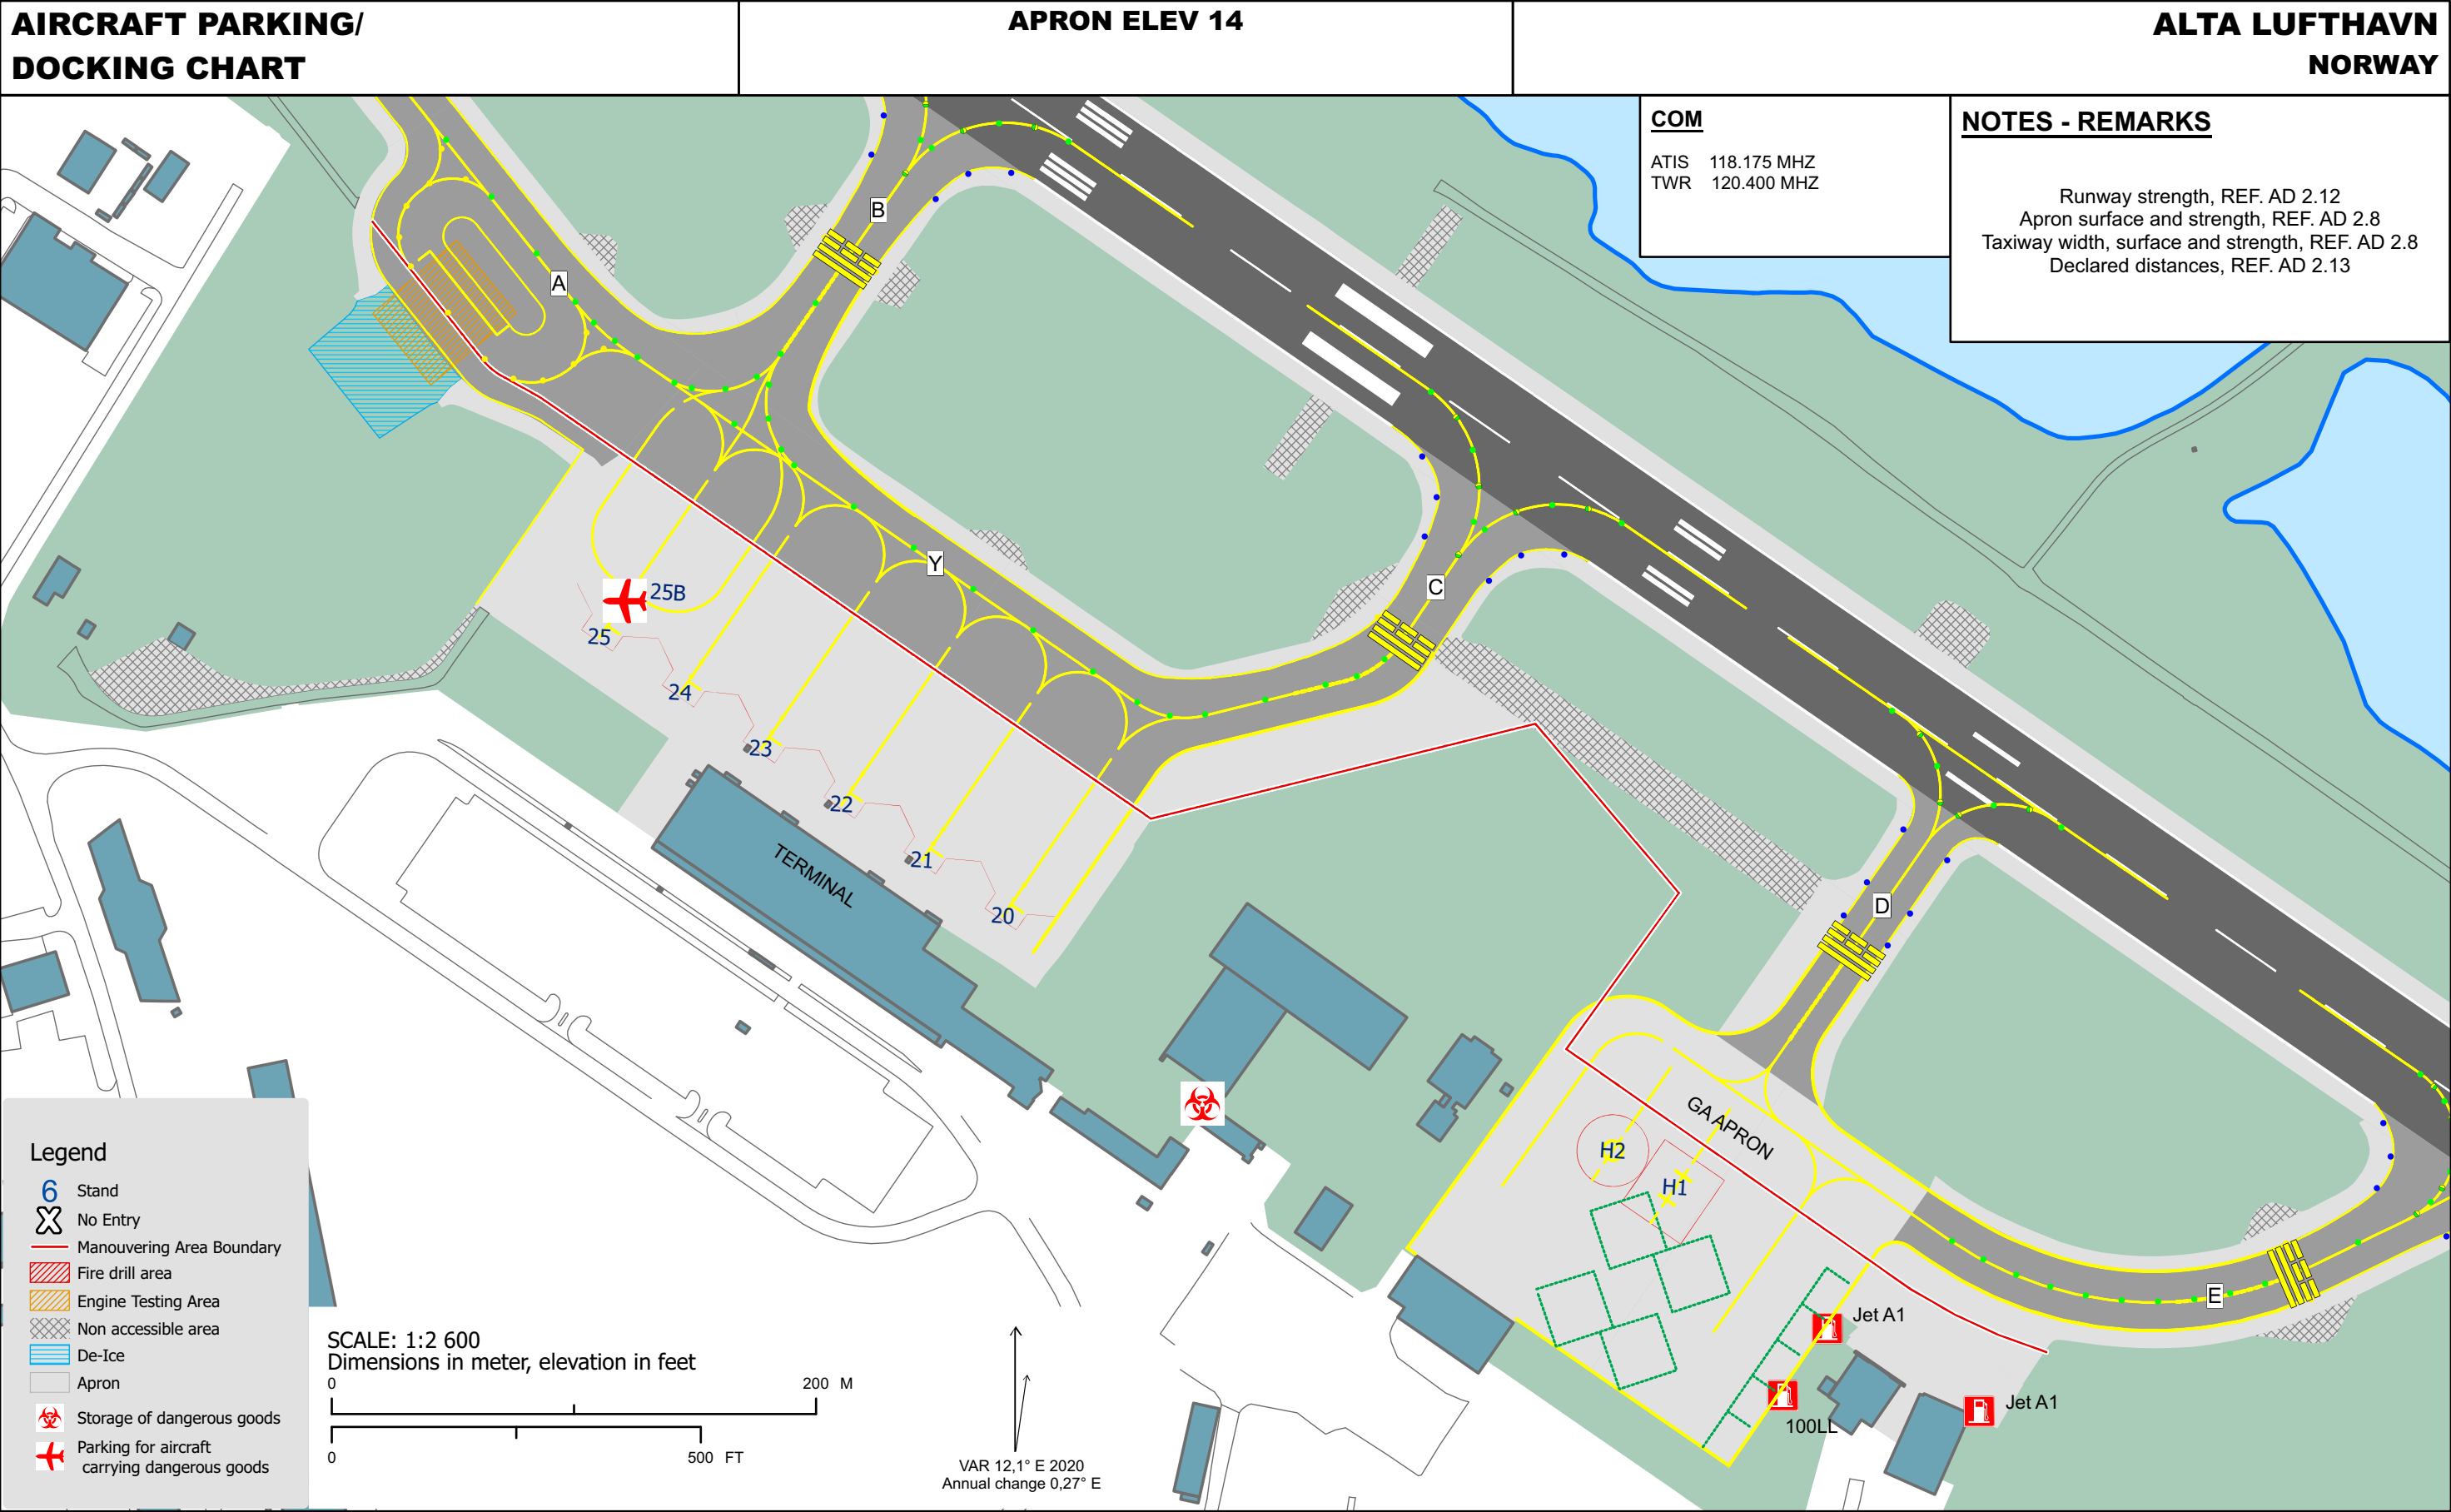 AIRCRAFT PARKING/
DOCKING CHART
APRON ELEV 14
ALTA LUFTHAVN
NORWAY
COM
ATIS 118.175 MHZ
TWR 120.400 MHZ
NOTES - REMARKS
Runway strength, REF. AD 2.12
Apron surface and strength, REF. AD 2.8
Taxiway width, surface and strength, REF. AD 2.8
Declared distances, REF. AD 2.13
B
A
Y
C
25B
25
24
23
22
21
20
TERMINAL
D
GA APRON
H2
H1
E
Jet A1
100LL
Jet A1
Legend
6 Stand
X No Entry
Manouvering Area Boundary
Fire drill area
Engine Testing Area
Non accessible area
De-Ice
Apron
Storage of dangerous goods
Parking for aircraft
carrying dangerous goods
SCALE: 1:2 600
Dimensions in meter, elevation in feet
0 200 M
0 500 FT
VAR 12,1° E 2020
Annual change 0,27° E